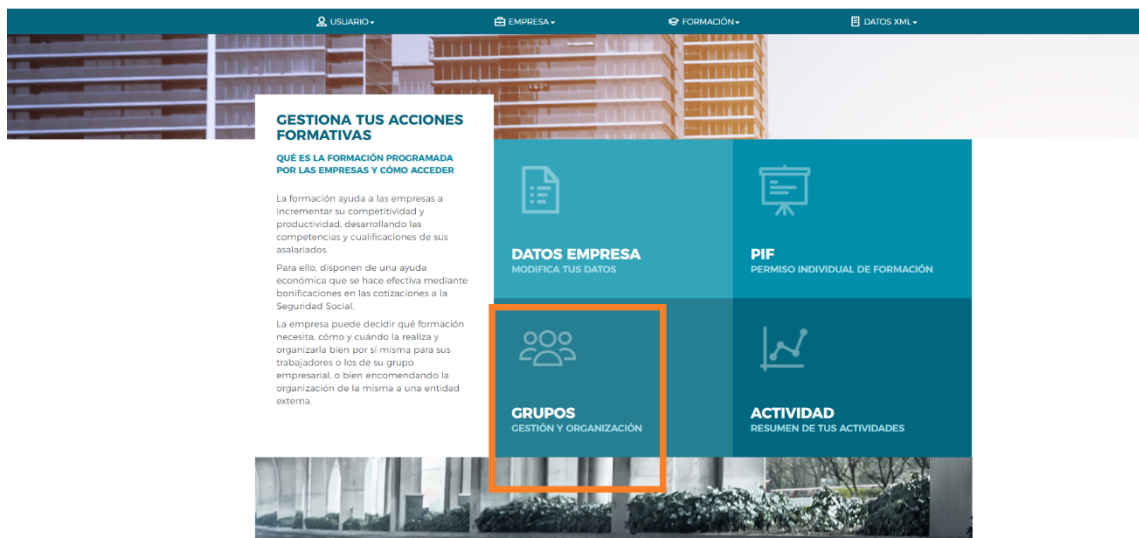 USUARIO
EMPRESA
FORMACIÓN
DATOS XML
GESTIONA TUS ACCIONES
FORMATIVAS
QUÉ ES LA FORMACIÓN PROGRAMADA
POR LAS EMPRESAS Y CÓMO ACCEDER
La formación ayuda a las empresas a
incrementar su competitividad y
productividad, desarrollando las
competencias y cualificaciones de sus
asalariados.
Para ello, disponen de una ayuda
económica que se hace efectiva mediante
bonificaciones en las cotizaciones a la
Seguridad Social.
La empresa puede decidir qué formación
necesita, cómo y cuándo la realiza y
organizarla bien por si misma para sus
trabajadores o los de su grupo
empresarial, o bien encomendando la
organización de la misma a una entidad
externa.
DATOS EMPRESA
MODIFICA TUS DATOS
PIF
PERMISO INDIVIDUAL DE FORMACIÓN
GRUPOS
GESTIÓN Y ORGANIZACIÓN
ACTIVIDAD
RESUMEN DE TUS ACTIVIDADES